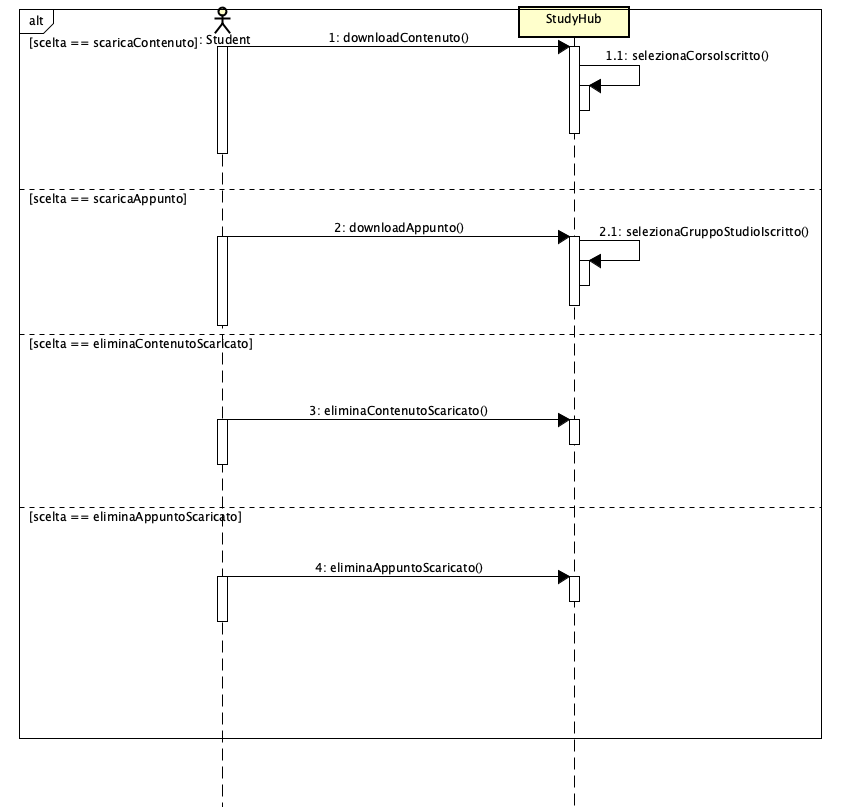 alt
StudyHub
: Student
[scelta == scaricaContenuto]
1: downloadContenuto()
1.1: selezionaCorsoIscritto()
[scelta == scaricaAppunto]
2: downloadAppunto()
2.1: selezionaGruppoStudioIscritto()
[scelta == eliminaContenutoScaricato]
3: eliminaContenutoScaricato()
[scelta == eliminaAppuntoScaricato]
4: eliminaAppuntoScaricato()